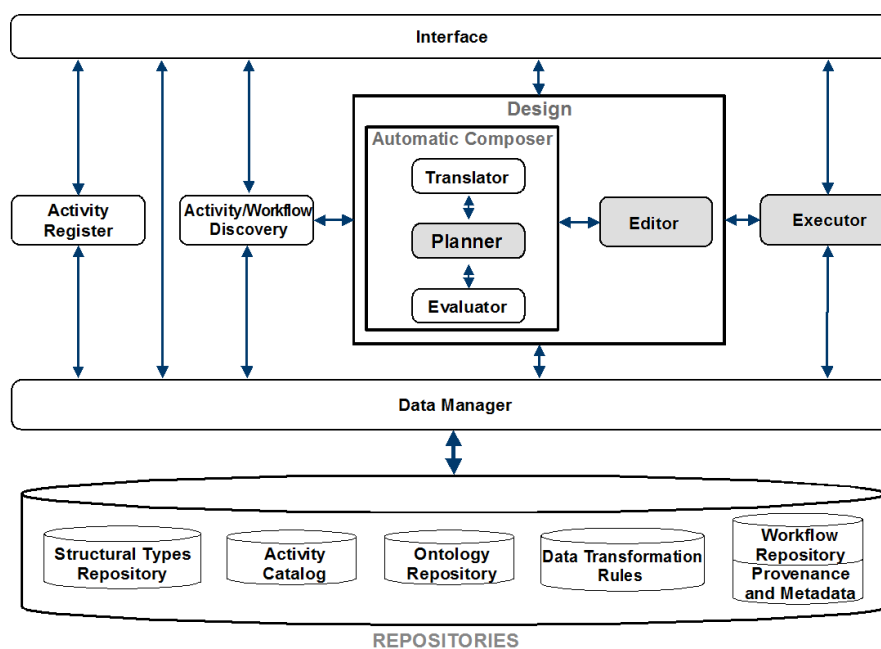 Interface
Design
Automatic Composer
Translator
Activity
Register
Activity/Workflow
Discovery
Planner
Editor
Executor
Evaluator
Data Manager
Structural Types
Repository
Activity
Catalog
Ontology
Repository
Data Transformation
Rules
Workflow
Repository
Provenance
and Metadata
REPOSITORIES